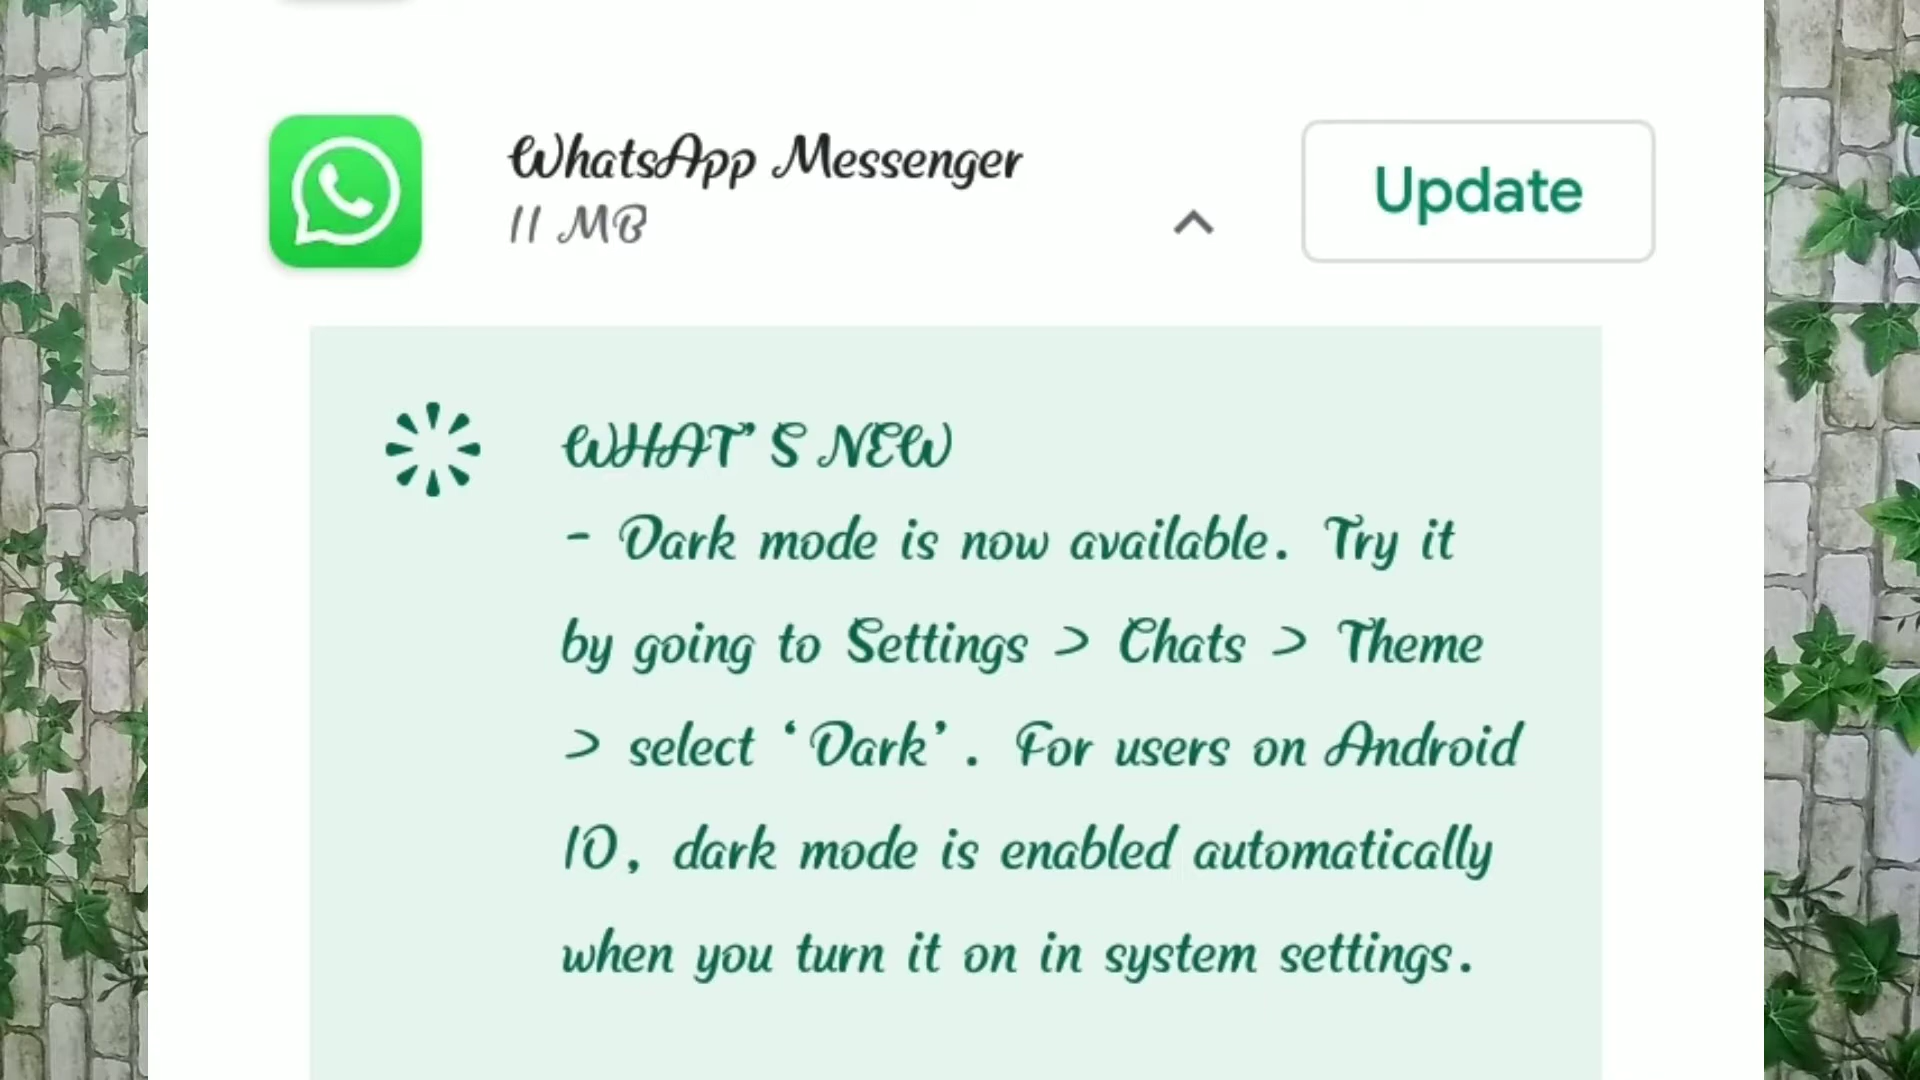 WhatsApp Messenger
11 MB
Update
WHAT'S NEW
- Dark mode is now available. Try it
by going to Settings > Chats > Theme
> select 'Dark'. For users on Android
10, dark mode is enabled automatically
when you turn it on in system settings.